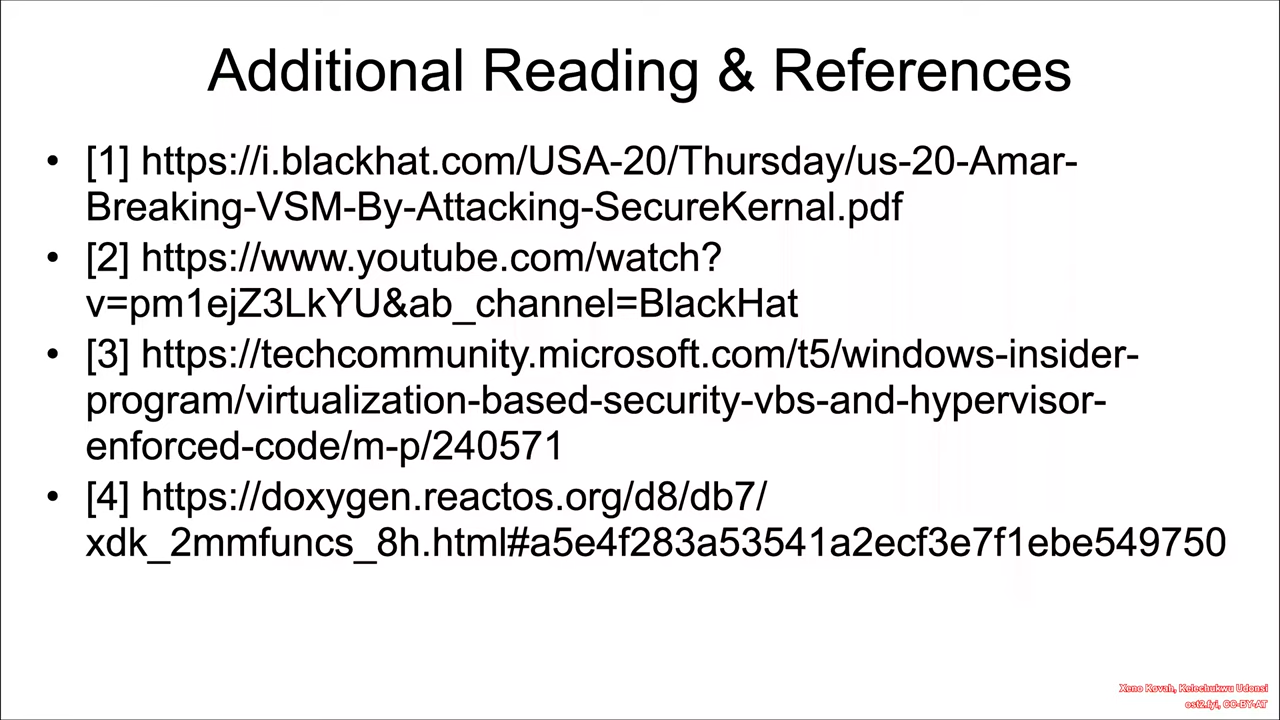 Additional Reading & References
• [1] https://i.blackhat.com/USA-20/Thursday/us-20-Amar-
Breaking-VSM-By-Attacking-SecureKernal.pdf
• [2] https://www.youtube.com/watch?
v=pm1ejZ3LkYU&ab_channel=BlackHat
• [3] https://techcommunity.microsoft.com/t5/windows-insider-
program/virtualization-based-security-vbs-and-hypervisor-
enforced-code/m-p/240571
• [4] https://doxygen.reactos.org/d8/db7/
xdk_2mmfuncs_8h.html#a5e4f283a53541a2ecf3e7f1ebe549750
Xeno Kovah, Kelechukwu Udonsi
ost2.fyi, CC-BY-AT